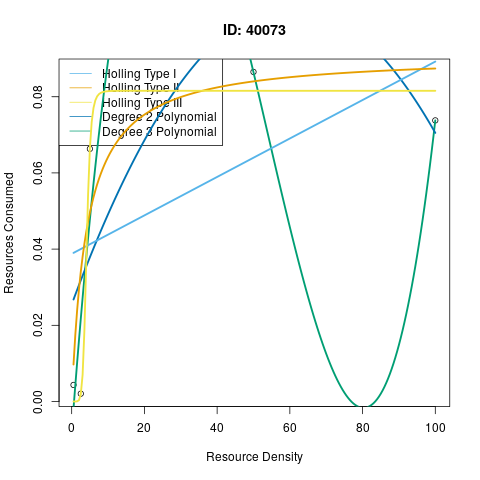 ID: 40073
Holling Type I
Holling Type II
Holling Type III
Degree 2 Polynomial
Degree 3 Polynomial
Resources Consumed
0.08
0.06
0.04
0.02
0.00
0 20 40 60 80 100
Resource Density